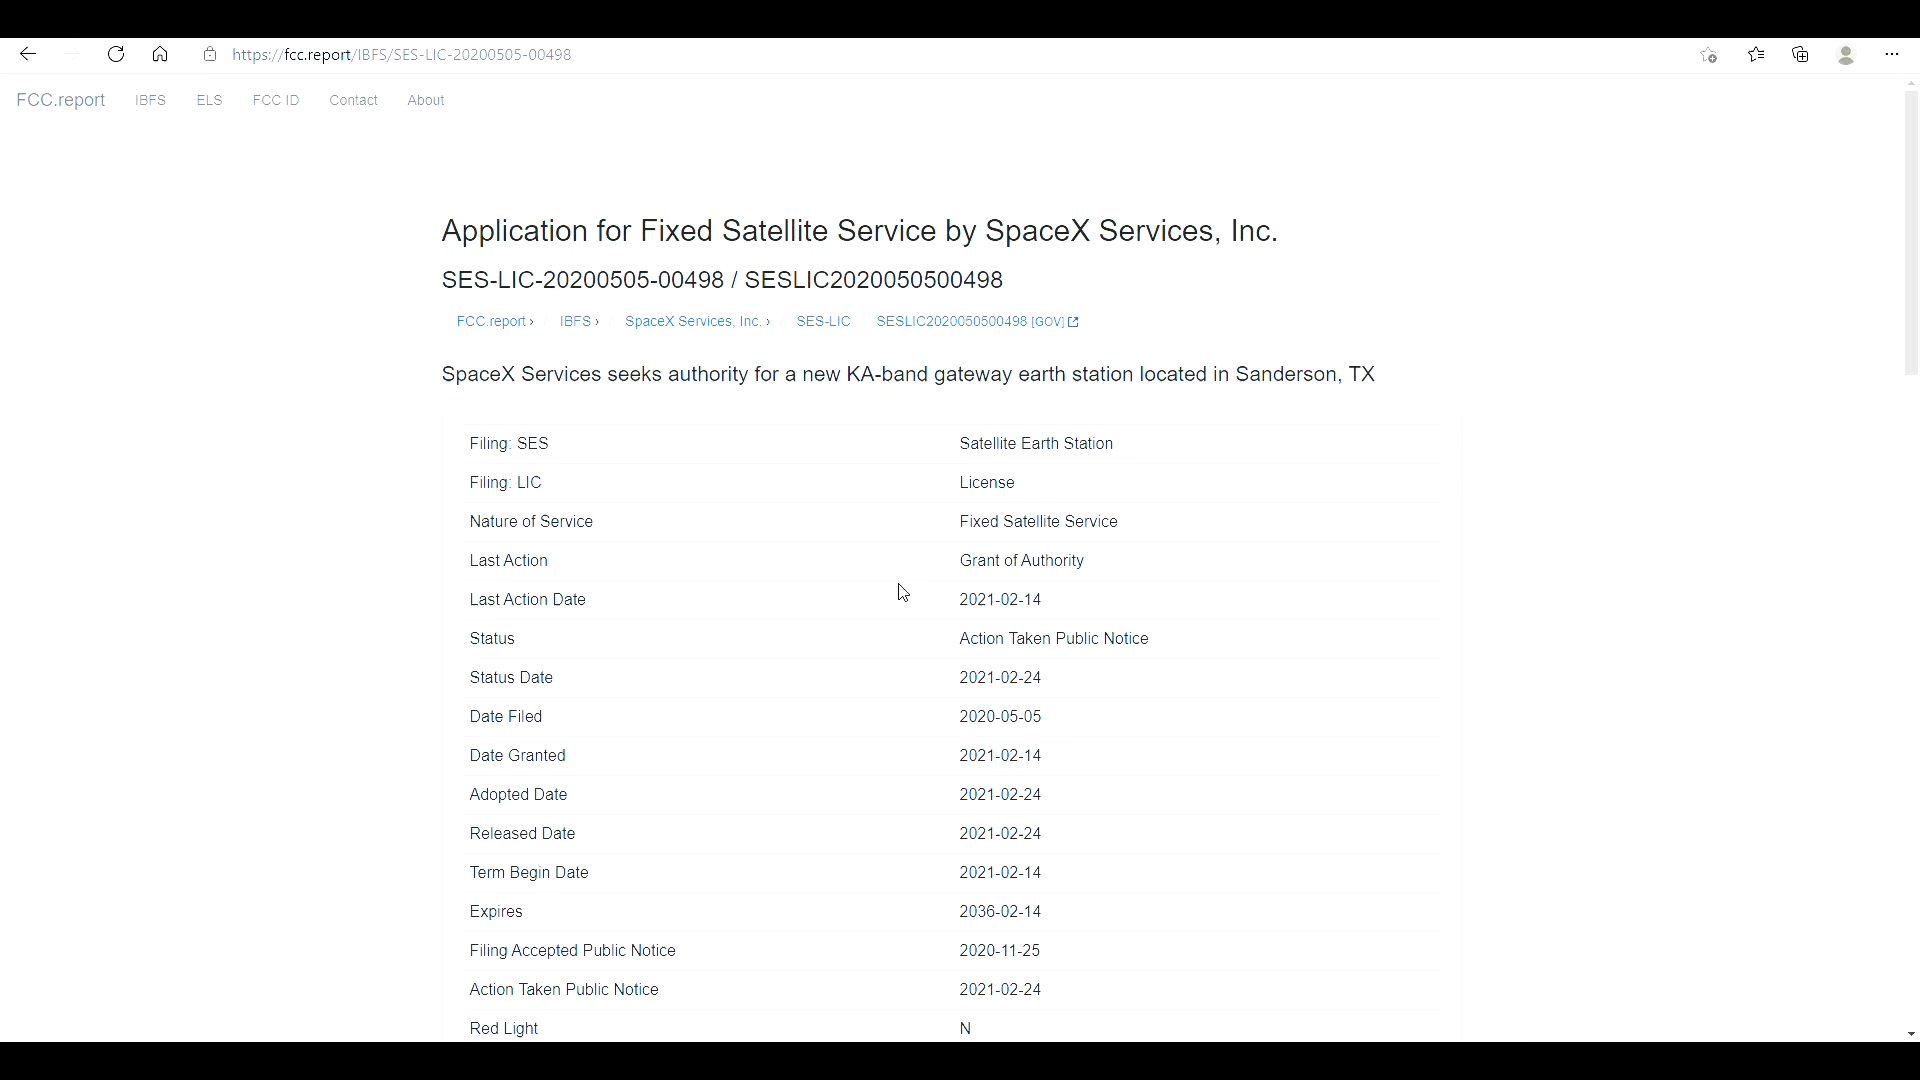 https://fcc.report/IBFS/SES-LIC-20200505-00498
FCC.report IBFS ELS FCC ID Contact About
Application for Fixed Satellite Service by SpaceX Services, Inc.
SES-LIC-20200505-00498 / SESLIC2020050500498
FCC.report › IBFS › SpaceX Services, Inc. › SES-LIC SESLIC2020050500498 [GOV]
SpaceX Services seeks authority for a new KA-band gateway earth station located in Sanderson, TX
Filing: SES Satellite Earth Station
Filing: LIC License
Nature of Service Fixed Satellite Service
Last Action Grant of Authority
Last Action Date 2021-02-14
Status Action Taken Public Notice
Status Date 2021-02-24
Date Filed 2020-05-05
Date Granted 2021-02-14
Adopted Date 2021-02-24
Released Date 2021-02-24
Term Begin Date 2021-02-14
Expires 2036-02-14
Filing Accepted Public Notice 2020-11-25
Action Taken Public Notice 2021-02-24
Red Light N